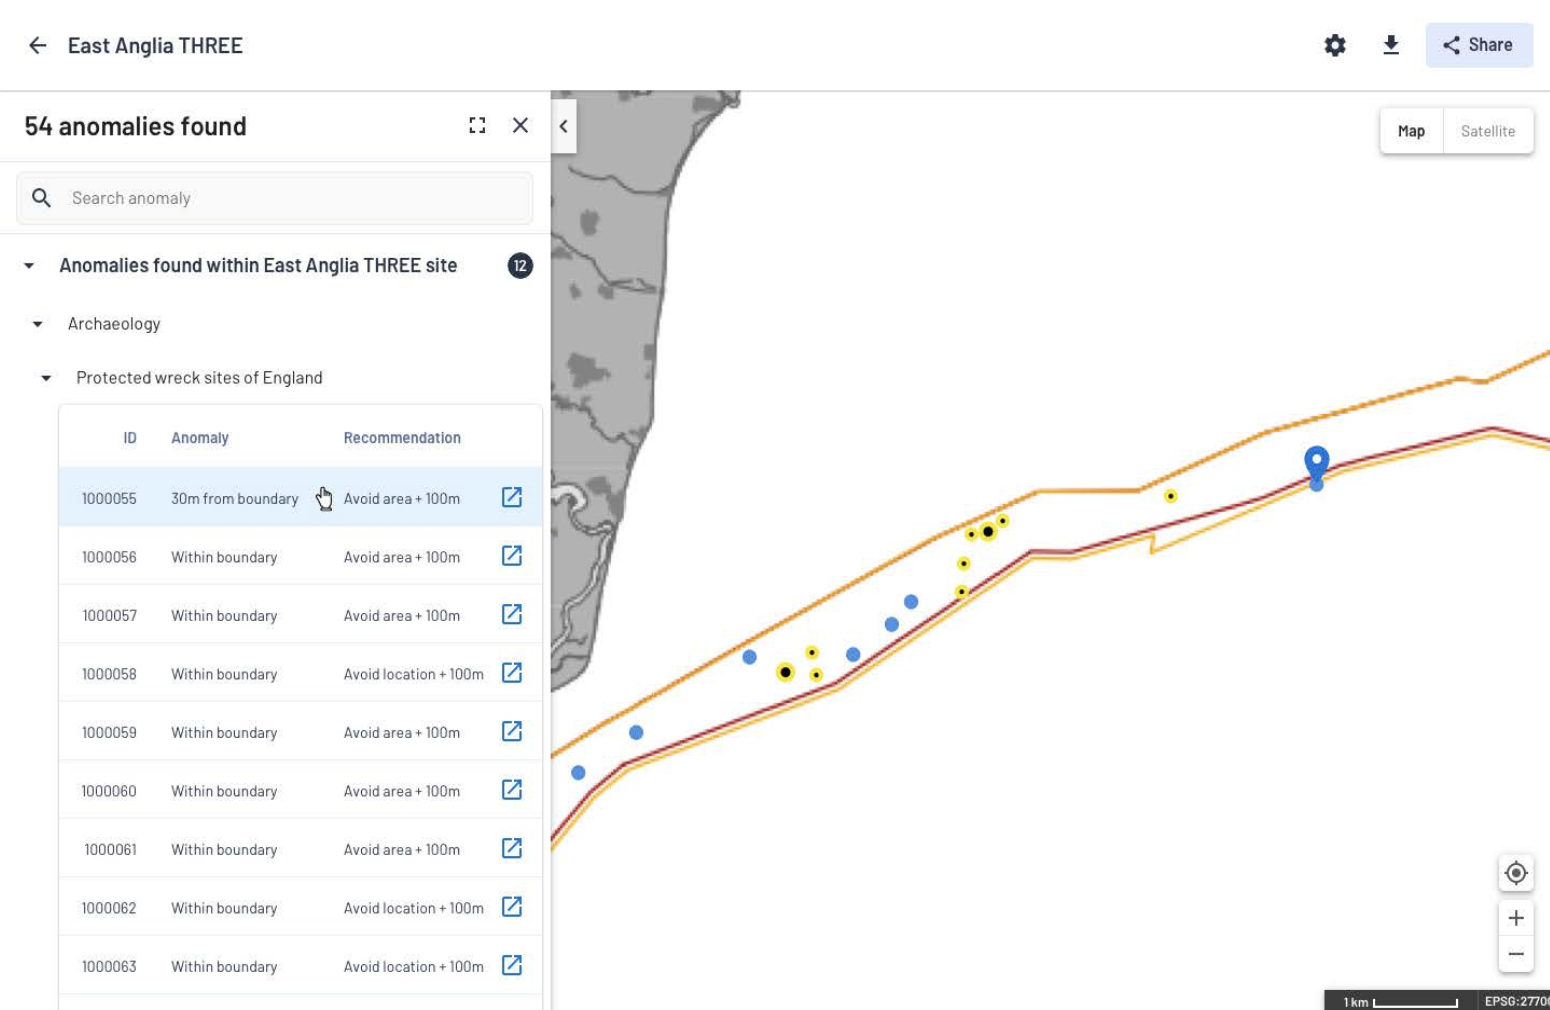 East Anglia THREE
Share
54 anomalies found
Map
Satellite
Search anomaly
Anomalies found within East Anglia THREE site
12
Archaeology
Protected wreck sites of England
ID Anomaly Recommendation
1000055 30m from boundary Avoid area + 100m
1000056 Within boundary Avoid area + 100m
1000057 Within boundary Avoid area + 100m
1000058 Within boundary Avoid location + 100m
1000059 Within boundary Avoid area + 100m
1000060 Within boundary Avoid area + 100m
1000061 Within boundary Avoid area + 100m
1000062 Within boundary Avoid location + 100m
1000063 Within boundary Avoid location + 100m
1 km
EPSG:27700